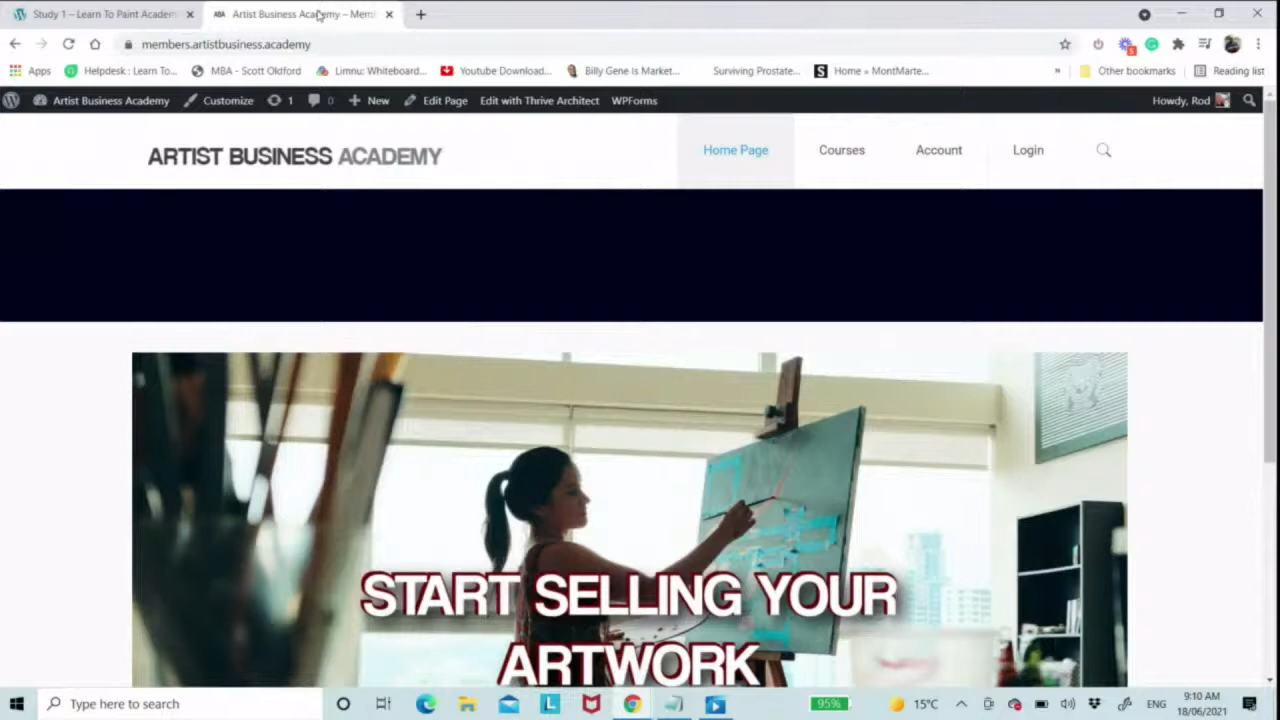 Study 1 – Learn To Paint Academ
Artist Business Academy – Mem
members.artistbusiness.academy
Apps
Helpdesk : Learn To...
MBA - Scott Oldford
Limnu: Whiteboard...
Youtube Download...
Billy Gene Is Market...
Surviving Prostate...
Home » MontMarte...
»
Other bookmarks
Reading list
Artist Business Academy
Customize
1
0
New
Edit Page
Edit with Thrive Architect
WPForms
Howdy, Rod
ARTIST BUSINESS ACADEMY
Home Page
Courses
Account
Login
START SELLING YOUR
ARTWORK
Type here to search
95%
15°C
ENG
9:10 AM
18/06/2021